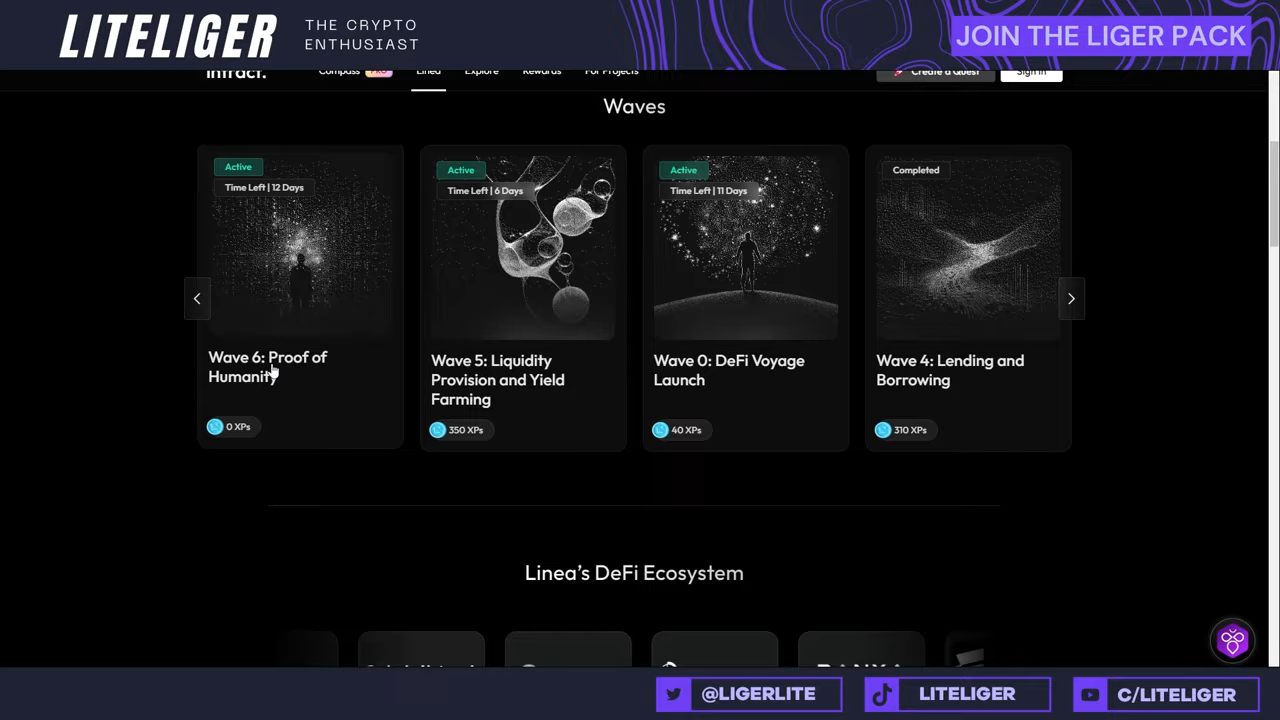 LITELIGER
THE CRYPTO
ENTHUSIAST
JOIN THE LIGER PACK
intract.
Compass
PRO
Linea
Explore
Rewards
For Projects
Create a Quest
Sign in
Waves
Active
Time Left | 12 Days
Wave 6: Proof of
Humanity
0 XPs
Active
Time Left | 6 Days
Wave 5: Liquidity
Provision and Yield
Farming
350 XPs
Active
Time Left | 11 Days
Wave 0: DeFi Voyage
Launch
40 XPs
Completed
Wave 4: Lending and
Borrowing
310 XPs
Linea's DeFi Ecosystem
@LIGERLITE
LITELIGER
C/LITELIGER